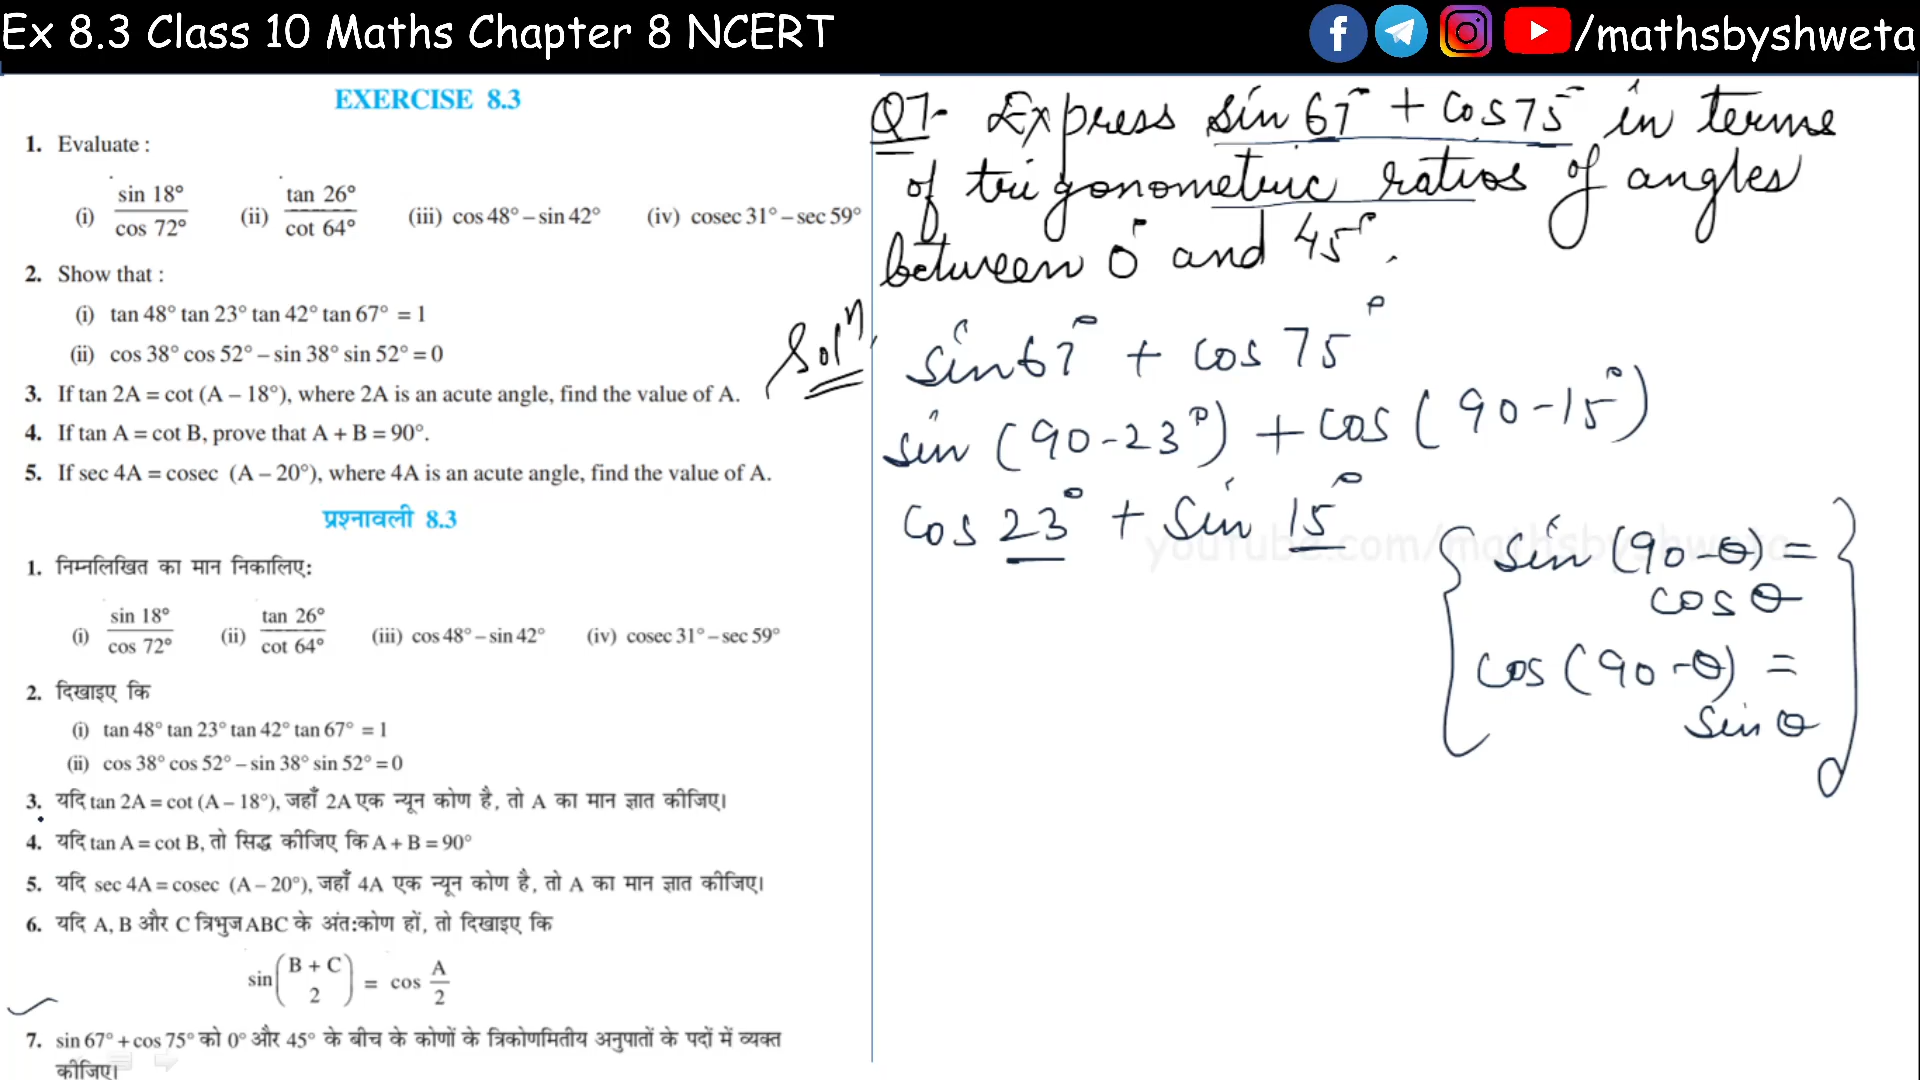 Ex 8.3 Class 10 Maths Chapter 8 NCERT
/mathsbyshweta
EXERCISE 8.3
1. Evaluate :
(i) sin 18° / cos 72° (ii) tan 26° / cot 64° (iii) cos 48° – sin 42° (iv) cosec 31° – sec 59°
2. Show that :
(i) tan 48° tan 23° tan 42° tan 67° = 1
(ii) cos 38° cos 52° – sin 38° sin 52° = 0
3. If tan 2A = cot (A – 18°), where 2A is an acute angle, find the value of A.
4. If tan A = cot B, prove that A + B = 90°.
5. If sec 4A = cosec (A – 20°), where 4A is an acute angle, find the value of A.
प्रश्नावली 8.3
1. निम्नलिखित का मान निकालिए:
(i) sin 18° / cos 72° (ii) tan 26° / cot 64° (iii) cos 48° – sin 42° (iv) cosec 31° – sec 59°
2. दिखाइए कि
(i) tan 48° tan 23° tan 42° tan 67° = 1
(ii) cos 38° cos 52° – sin 38° sin 52° = 0
3. यदि tan 2A = cot (A – 18°), जहाँ 2A एक न्यून कोण है, तो A का मान ज्ञात कीजिए।
4. यदि tan A = cot B, तो सिद्ध कीजिए कि A + B = 90°
5. यदि sec 4A = cosec (A – 20°), जहाँ 4A एक न्यून कोण है, तो A का मान ज्ञात कीजिए।
6. यदि A, B और C त्रिभुज ABC के अंत:कोण हों, तो दिखाइए कि
sin (B + C / 2) = cos A / 2
7. sin 67° + cos 75° को 0° और 45° के बीच के कोणों के त्रिकोणमितीय अनुपातों के पदों में व्यक्त
कीजिए।
Q7- Express sin 67° + cos 75° in terms
of trigonometric ratios of angles
between 0° and 45°.
Solⁿ
sin 67° + cos 75°
sin (90-23°) + cos (90-15°)
cos 23° + sin 15°
youtube.com/mathsbyshweta
{ sin (90-θ) =
cos θ
cos (90-θ) =
sin θ }